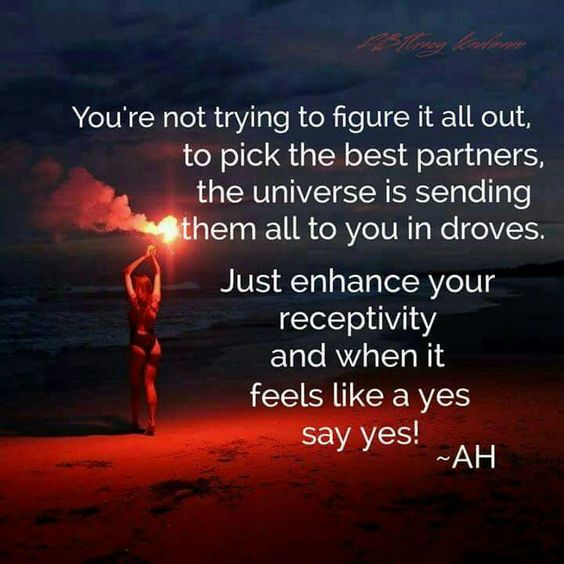 You're not trying to figure it all out,
to pick the best partners,
the universe is sending
them all to you in droves.
Just enhance your
receptivity
and when it
feels like a yes
say yes!
~AH